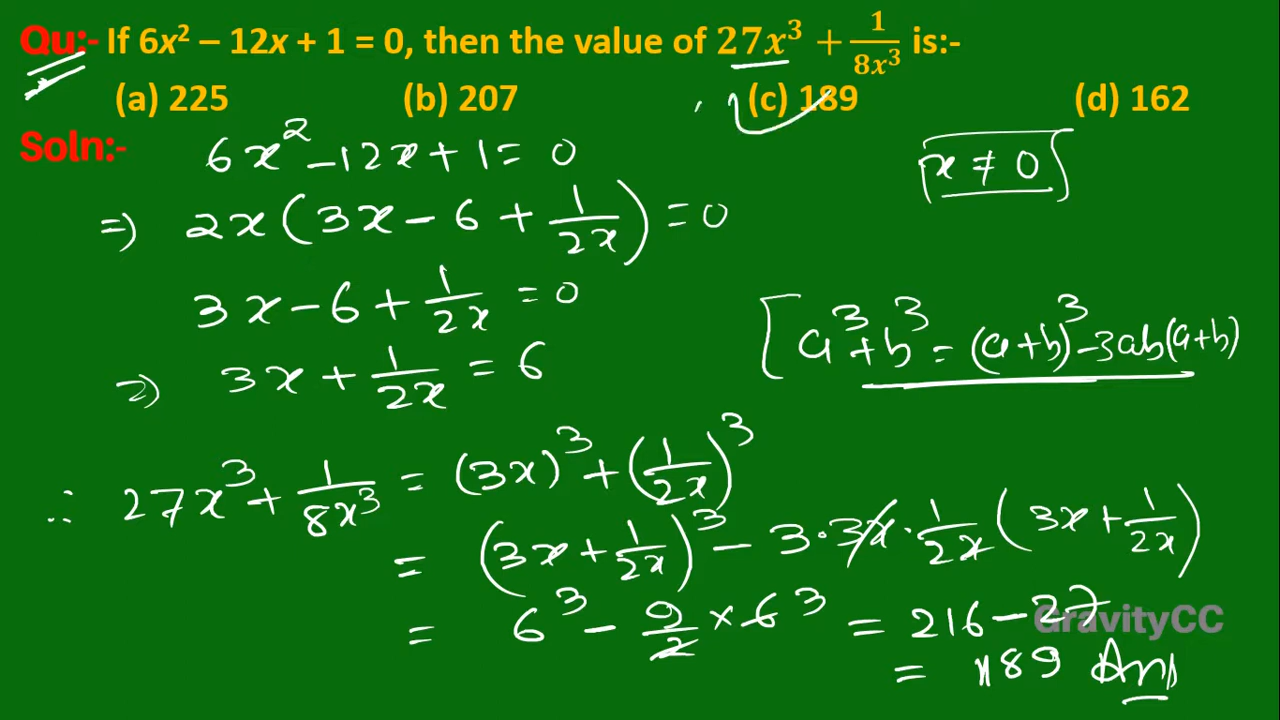 Qu:- If 6x² – 12x + 1 = 0, then the value of 27x³ + 1/(8x³) is:-
(a) 225 (b) 207 (c) 189 (d) 162
Soln:- 6x² – 12x + 1 = 0
x ≠ 0
⇒) 2x(3x – 6 + 1/(2x)) = 0
3x – 6 + 1/(2x) = 0
[a³ + b³ = (a+b)³ – 3ab(a+b)
⇒) 3x + 1/(2x) = 6
∴ 27x³ + 1/(8x³) = (3x)³ + (1/(2x))³
= (3x + 1/(2x))³ – 3·3x·1/(2x) (3x + 1/(2x))
= 6³ – 9/2 × 6 3 = 216 – 27
GravityCC
= 189 Ans